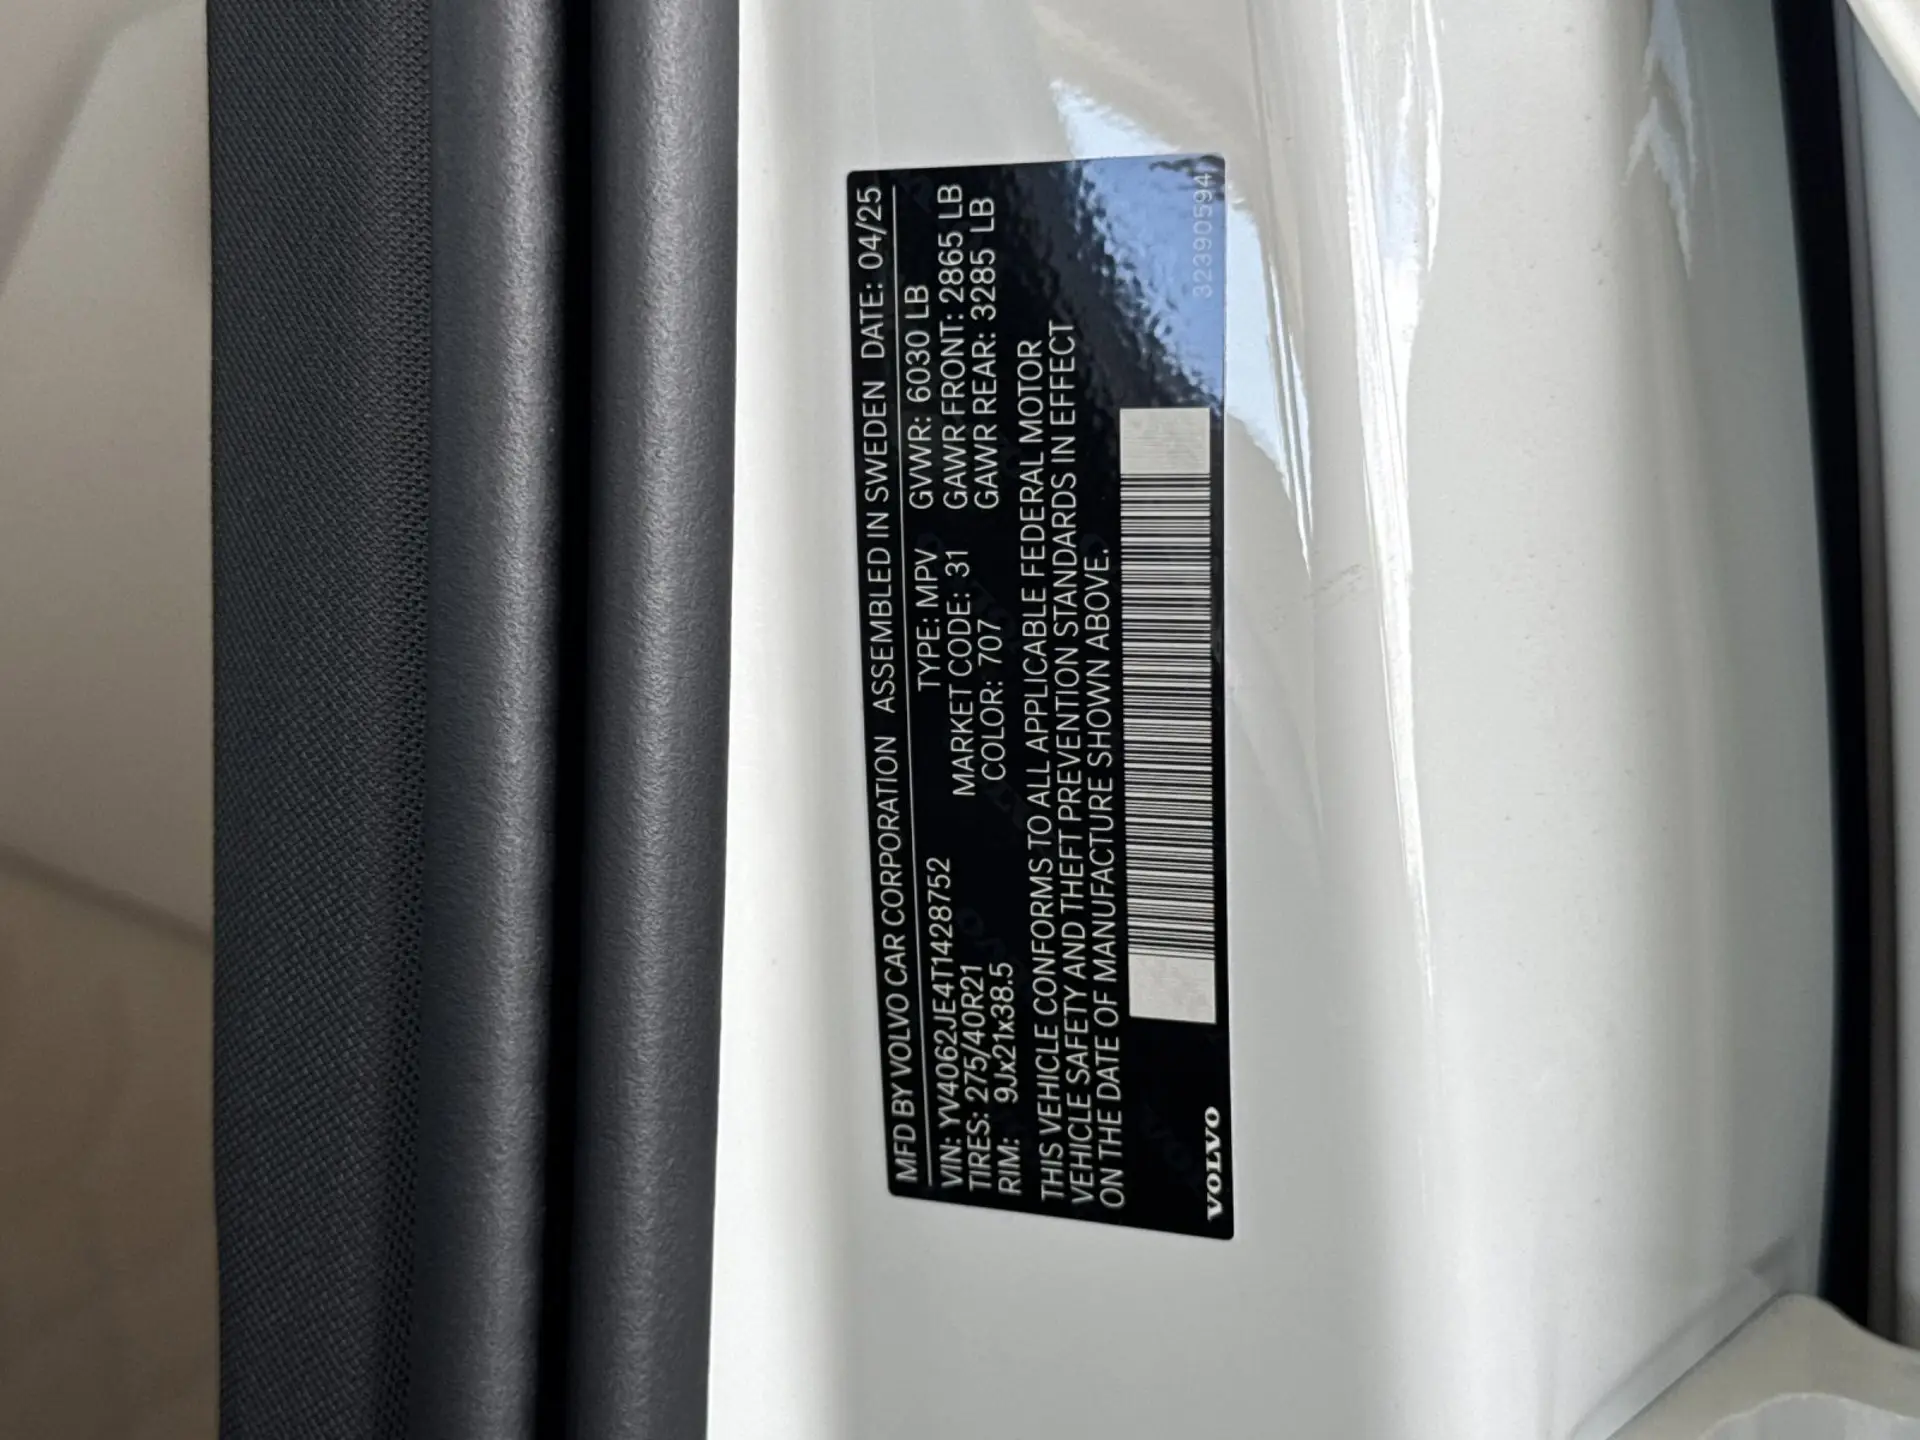 MFD BY VOLVO CAR CORPORATION ASSEMBLED IN SWEDEN DATE: 04/25
VIN: YV4062JE4T1428752 TYPE: MPV GVWR: 6030 LB
TIRES: 275/40R21 MARKET CODE: 31 GAWR FRONT: 2865 LB
RIM: 9Jx21x38.5 COLOR: 707 GAWR REAR: 3285 LB
THIS VEHICLE CONFORMS TO ALL APPLICABLE FEDERAL MOTOR
VEHICLE SAFETY AND THEFT PREVENTION STANDARDS IN EFFECT
ON THE DATE OF MANUFACTURE SHOWN ABOVE.
VOLVO 32390594